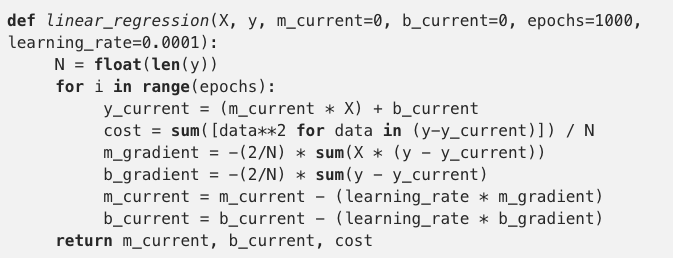 def linear_regression(X, y, m_current=0, b_current=0, epochs=1000,
learning_rate=0.0001):
     N = float(len(y))
     for i in range(epochs):
          y_current = (m_current * X) + b_current
          cost = sum([data**2 for data in (y-y_current)]) / N
          m_gradient = -(2/N) * sum(X * (y - y_current))
          b_gradient = -(2/N) * sum(y - y_current)
          m_current = m_current - (learning_rate * m_gradient)
          b_current = b_current - (learning_rate * b_gradient)
     return m_current, b_current, cost